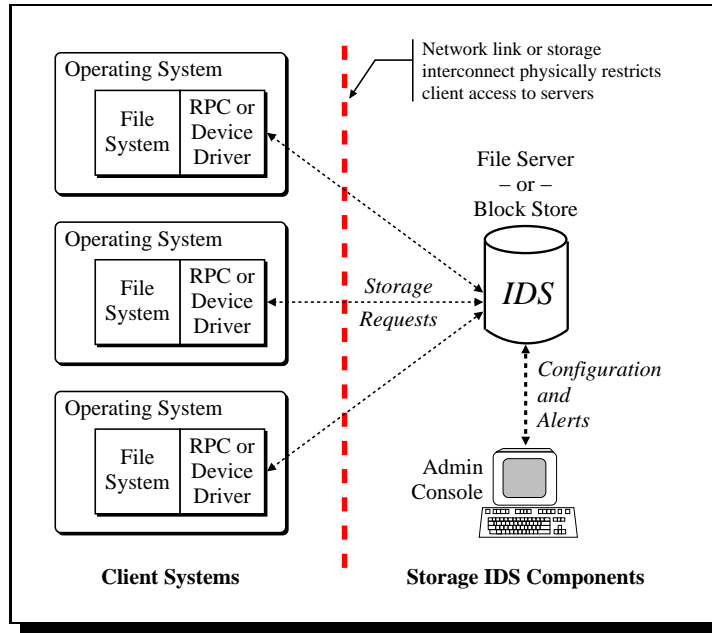 Operating System
File
System
RPC or
Device
Driver
Operating System
File
System
RPC or
Device
Driver
Operating System
File
System
RPC or
Device
Driver
Client Systems
Network link or storage
interconnect physically restricts
client access to servers
File Server
– or –
Block Store
IDS
Storage
Requests
Configuration
and
Alerts
Admin
Console
Storage IDS Components